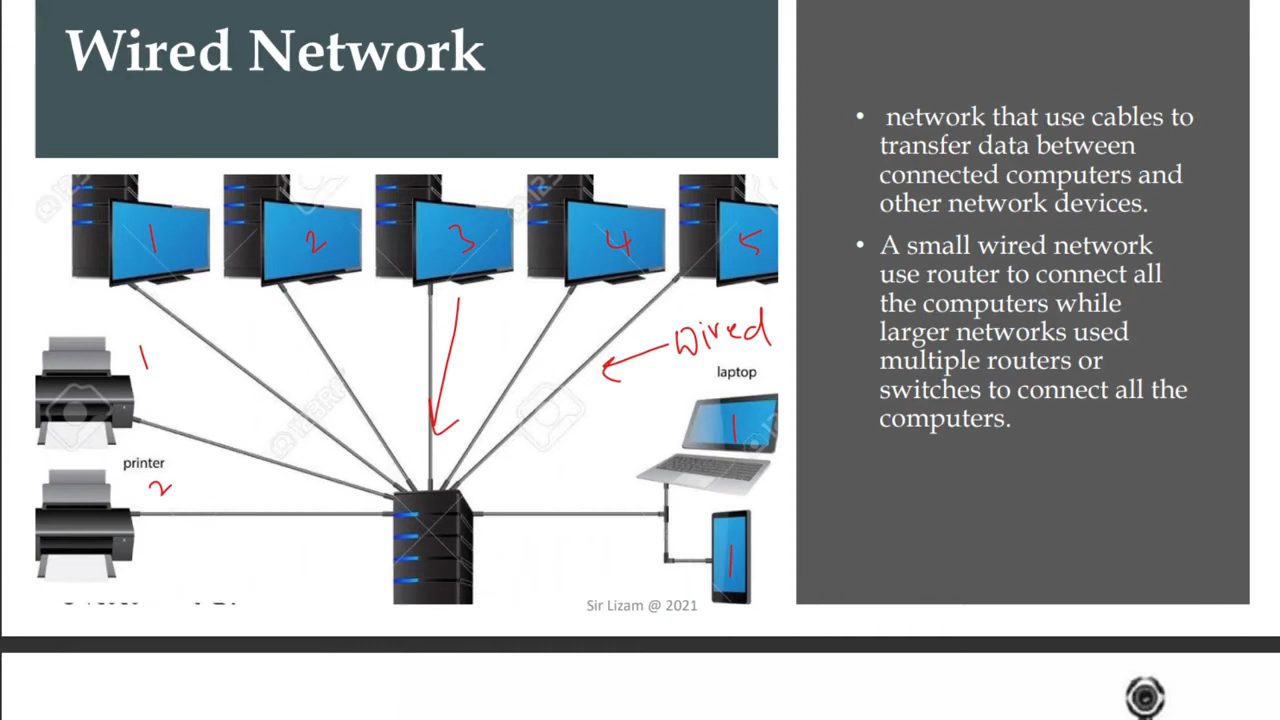 Wired Network
1
2
3
4
5
Wired
1
laptop
1
printer
2
1
Sir Lizam @ 2021
• network that use cables to
transfer data between
connected computers and
other network devices.
• A small wired network
use router to connect all
the computers while
larger networks used
multiple routers or
switches to connect all the
computers.